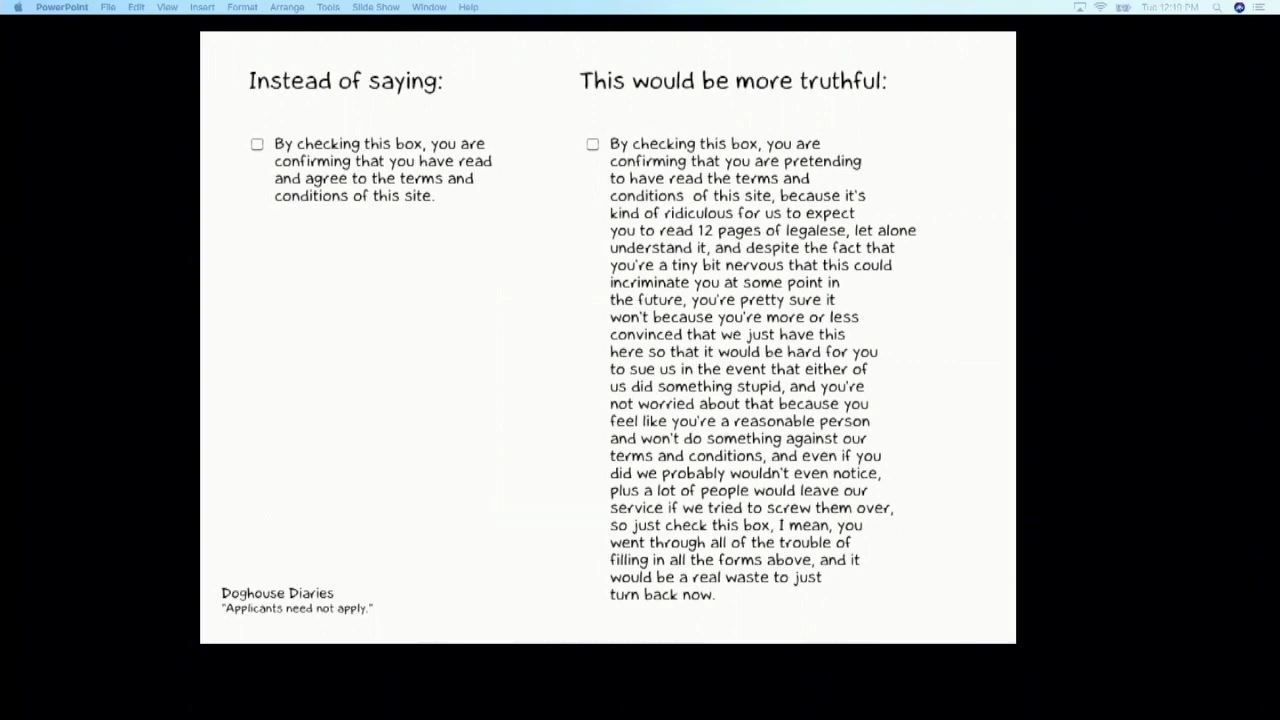 PowerPoint File Edit View Insert Format Arrange Tools Slide Show Window Help Tue 12:19 PM
Instead of saying:
By checking this box, you are
confirming that you have read
and agree to the terms and
conditions of this site.
This would be more truthful:
By checking this box, you are
confirming that you are pretending
to have read the terms and
conditions of this site, because it's
kind of ridiculous for us to expect
you to read 12 pages of legalese, let alone
understand it, and despite the fact that
you're a tiny bit nervous that this could
incriminate you at some point in
the future, you're pretty sure it
won't because you're more or less
convinced that we just have this
here so that it would be hard for you
to sue us in the event that either of
us did something stupid, and you're
not worried about that because you
feel like you're a reasonable person
and won't do something against our
terms and conditions, and even if you
did we probably wouldn't even notice,
plus a lot of people would leave our
service if we tried to screw them over,
so just check this box, I mean, you
went through all of the trouble of
filling in all the forms above, and it
would be a real waste to just
turn back now.
Doghouse Diaries
"Applicants need not apply."